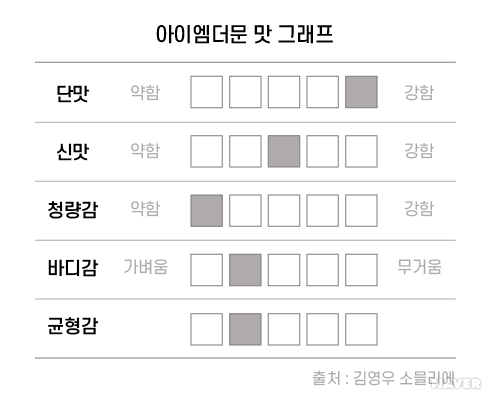 아이엠더문 맛 그래프
단맛 약함 강함
신맛 약함 강함
청량감 약함 강함
바디감 가벼움 무거움
균형감
출처 : 김영우 소믈리에
NAVER